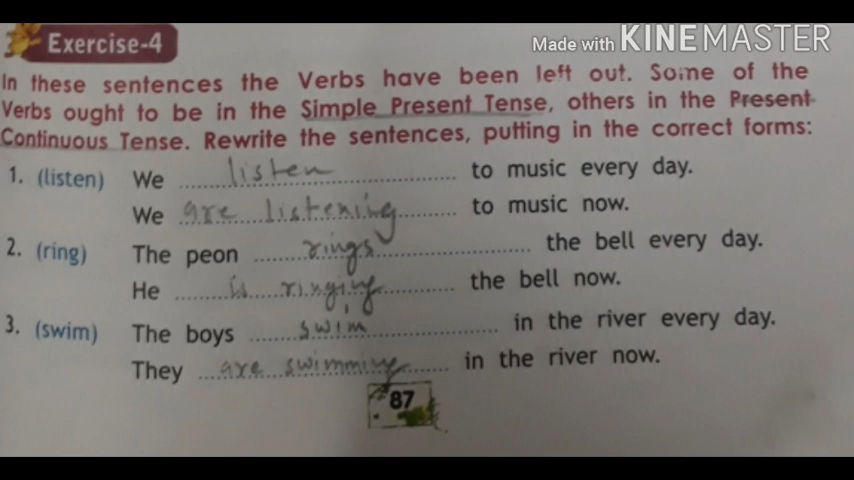 Exercise-4
Made with KINEMASTER
In these sentences the Verbs have been left out. Some of the
Verbs ought to be in the Simple Present Tense, others in the Present
Continuous Tense. Rewrite the sentences, putting in the correct forms:
1. (listen) We listen to music every day.
We are listening to music now.
2. (ring) The peon rings the bell every day.
He is ringing the bell now.
3. (swim) The boys swim in the river every day.
They are swimming in the river now.
87